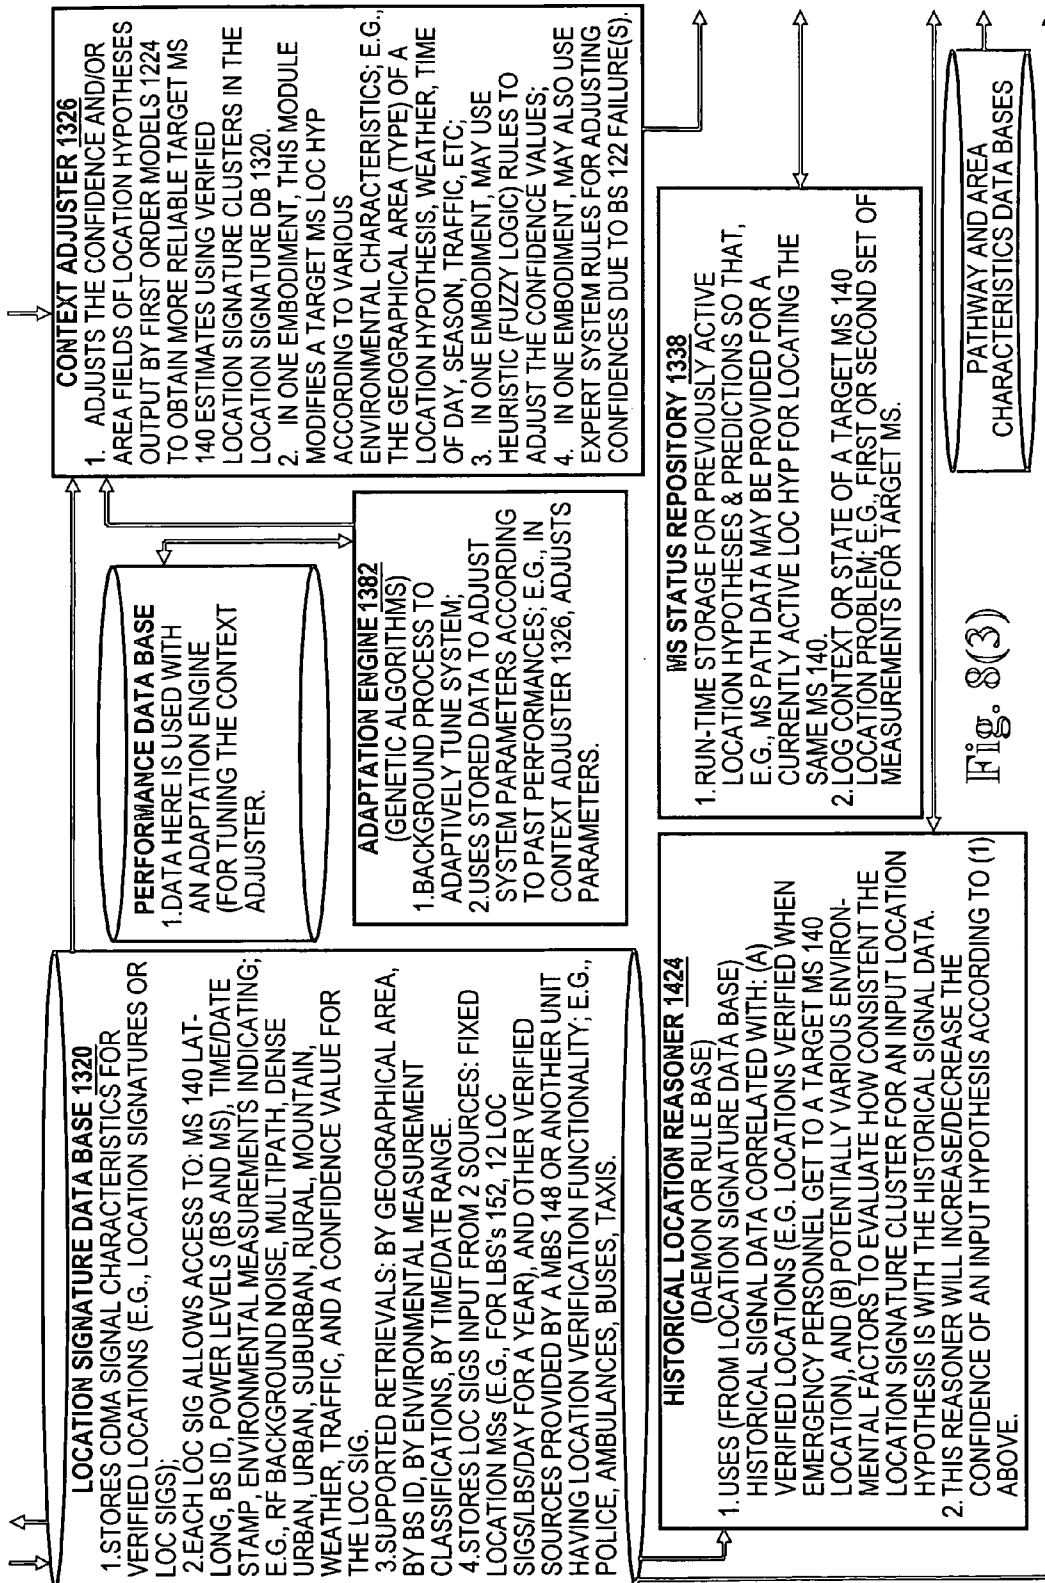 LOCATION SIGNATURE DATA BASE 1320
1.STORES CDMA SIGNAL CHARACTERISTICS FOR
VERIFIED LOCATIONS (E.G., LOCATION SIGNATURES OR
LOC SIGS);
2.EACH LOC SIG ALLOWS ACCESS TO: MS 140 LAT-
LONG, BS ID, POWER LEVELS (BS AND MS), TIME/DATE
STAMP, ENVIRONMENTAL MEASUREMENTS INDICATING;
E.G., RF BACKGROUND NOISE, MULTIPATH, DENSE
URBAN, URBAN, SUBURBAN, RURAL, MOUNTAIN,
WEATHER, TRAFFIC, AND A CONFIDENCE VALUE FOR
THE LOC SIG.
3.SUPPORTED RETRIEVALS: BY GEOGRAPHICAL AREA,
BY BS ID, BY ENVIRONMENTAL MEASUREMENT
CLASSIFICATIONS, BY TIME/DATE RANGE.
4.STORES LOC SIGS INPUT FROM 2 SOURCES: FIXED
LOCATION MSs (E.G., FOR LBS's 152, 12 LOC
SIGS/LBS/DAY FOR A YEAR), AND OTHER VERIFIED
SOURCES PROVIDED BY A MBS 148 OR ANOTHER UNIT
HAVING LOCATION VERIFICATION FUNCTIONALITY; E.G.,
POLICE, AMBULANCES, BUSES, TAXIS.
PERFORMANCE DATA BASE
1.DATA HERE IS USED WITH
AN ADAPTATION ENGINE
(FOR TUNING THE CONTEXT
ADJUSTER.
ADAPTATION ENGINE 1382
(GENETIC ALGORITHMS)
1.BACKGROUND PROCESS TO
ADAPTIVELY TUNE SYSTEM;
2.USES STORED DATA TO ADJUST
SYSTEM PARAMETERS ACCORDING
TO PAST PERFORMANCES; E.G., IN
CONTEXT ADJUSTER 1326, ADJUSTS
PARAMETERS.
CONTEXT ADJUSTER 1326
1. ADJUSTS THE CONFIDENCE AND/OR
AREA FIELDS OF LOCATION HYPOTHESES
OUTPUT BY FIRST ORDER MODELS 1224
TO OBTAIN MORE RELIABLE TARGET MS
140 ESTIMATES USING VERIFIED
LOCATION SIGNATURE CLUSTERS IN THE
LOCATION SIGNATURE DB 1320.
2. IN ONE EMBODIMENT, THIS MODULE
MODIFIES A TARGET MS LOC HYP
ACCORDING TO VARIOUS
ENVIRONMENTAL CHARACTERISTICS; E.G.,
THE GEOGRAPHICAL AREA (TYPE) OF A
LOCATION HYPOTHESIS, WEATHER, TIME
OF DAY, SEASON, TRAFFIC, ETC;
3. IN ONE EMBODIMENT, MAY USE
HEURISTIC (FUZZY LOGIC) RULES TO
ADJUST THE CONFIDENCE VALUES;
4. IN ONE EMBODIMENT, MAY ALSO USE
EXPERT SYSTEM RULES FOR ADJUSTING
CONFIDENCES DUE TO BS 122 FAILURE(S).
HISTORICAL LOCATION REASONER 1424
(DAEMON OR RULE BASE)
1. USES (FROM LOCATION SIGNATURE DATA BASE)
HISTORICAL SIGNAL DATA CORRELATED WITH: (A)
VERIFIED LOCATIONS (E.G. LOCATIONS VERIFIED WHEN
EMERGENCY PERSONNEL GET TO A TARGET MS 140
LOCATION), AND (B) POTENTIALLY VARIOUS ENVIRON-
MENTAL FACTORS TO EVALUATE HOW CONSISTENT THE
LOCATION SIGNATURE CLUSTER FOR AN INPUT LOCATION
HYPOTHESIS IS WITH THE HISTORICAL SIGNAL DATA.
2. THIS REASONER WILL INCREASE/DECREASE THE
CONFIDENCE OF AN INPUT HYPOTHESIS ACCORDING TO (1)
ABOVE.
MS STATUS REPOSITORY 1338
1. RUN-TIME STORAGE FOR PREVIOUSLY ACTIVE
LOCATION HYPOTHESES & PREDICTIONS SO THAT,
E.G., MS PATH DATA MAY BE PROVIDED FOR A
CURRENTLY ACTIVE LOC HYP FOR LOCATING THE
SAME MS 140.
2. LOG CONTEXT OR STATE OF A TARGET MS 140
LOCATION PROBLEM; E.G., FIRST OR SECOND SET OF
MEASUREMENTS FOR TARGET MS.
PATHWAY AND AREA
CHARACTERISTICS DATA BASES
Fig. 8(3)